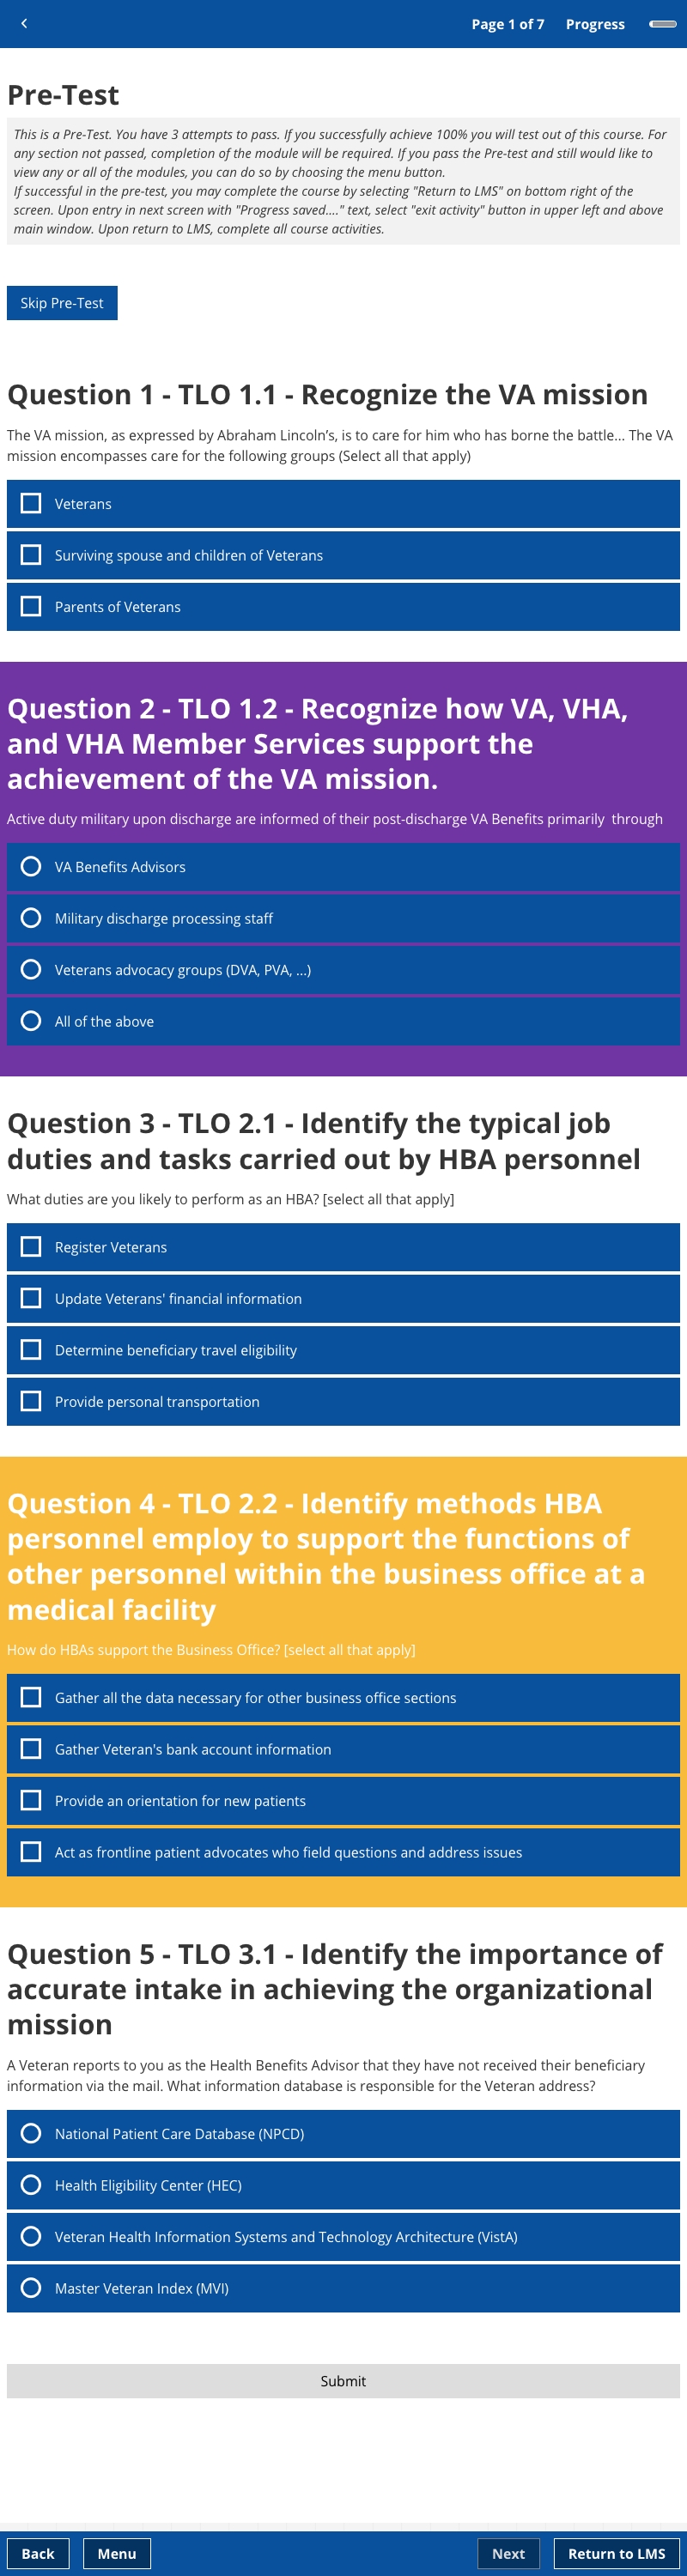 Page 1 of 7 Progress
Pre-Test
This is a Pre-Test. You have 3 attempts to pass. If you successfully achieve 100% you will test out of this course. For
any section not passed, completion of the module will be required. If you pass the Pre-test and still would like to
view any or all of the modules, you can do so by choosing the menu button.
If successful in the pre-test, you may complete the course by selecting "Return to LMS" on bottom right of the
screen. Upon entry in next screen with "Progress saved...." text, select "exit activity" button in upper left and above
main window. Upon return to LMS, complete all course activities.
Skip Pre-Test
Question 1 - TLO 1.1 - Recognize the VA mission
The VA mission, as expressed by Abraham Lincoln’s, is to care for him who has borne the battle... The VA
mission encompasses care for the following groups (Select all that apply)
Veterans
Surviving spouse and children of Veterans
Parents of Veterans
Question 2 - TLO 1.2 - Recognize how VA, VHA,
and VHA Member Services support the
achievement of the VA mission.
Active duty military upon discharge are informed of their post-discharge VA Benefits primarily through
VA Benefits Advisors
Military discharge processing staff
Veterans advocacy groups (DVA, PVA, ...)
All of the above
Question 3 - TLO 2.1 - Identify the typical job
duties and tasks carried out by HBA personnel
What duties are you likely to perform as an HBA? [select all that apply]
Register Veterans
Update Veterans' financial information
Determine beneficiary travel eligibility
Provide personal transportation
Question 4 - TLO 2.2 - Identify methods HBA
personnel employ to support the functions of
other personnel within the business office at a
medical facility
How do HBAs support the Business Office? [select all that apply]
Gather all the data necessary for other business office sections
Gather Veteran's bank account information
Provide an orientation for new patients
Act as frontline patient advocates who field questions and address issues
Question 5 - TLO 3.1 - Identify the importance of
accurate intake in achieving the organizational
mission
A Veteran reports to you as the Health Benefits Advisor that they have not received their beneficiary
information via the mail. What information database is responsible for the Veteran address?
National Patient Care Database (NPCD)
Health Eligibility Center (HEC)
Veteran Health Information Systems and Technology Architecture (VistA)
Master Veteran Index (MVI)
Submit
Back Menu Next Return to LMS